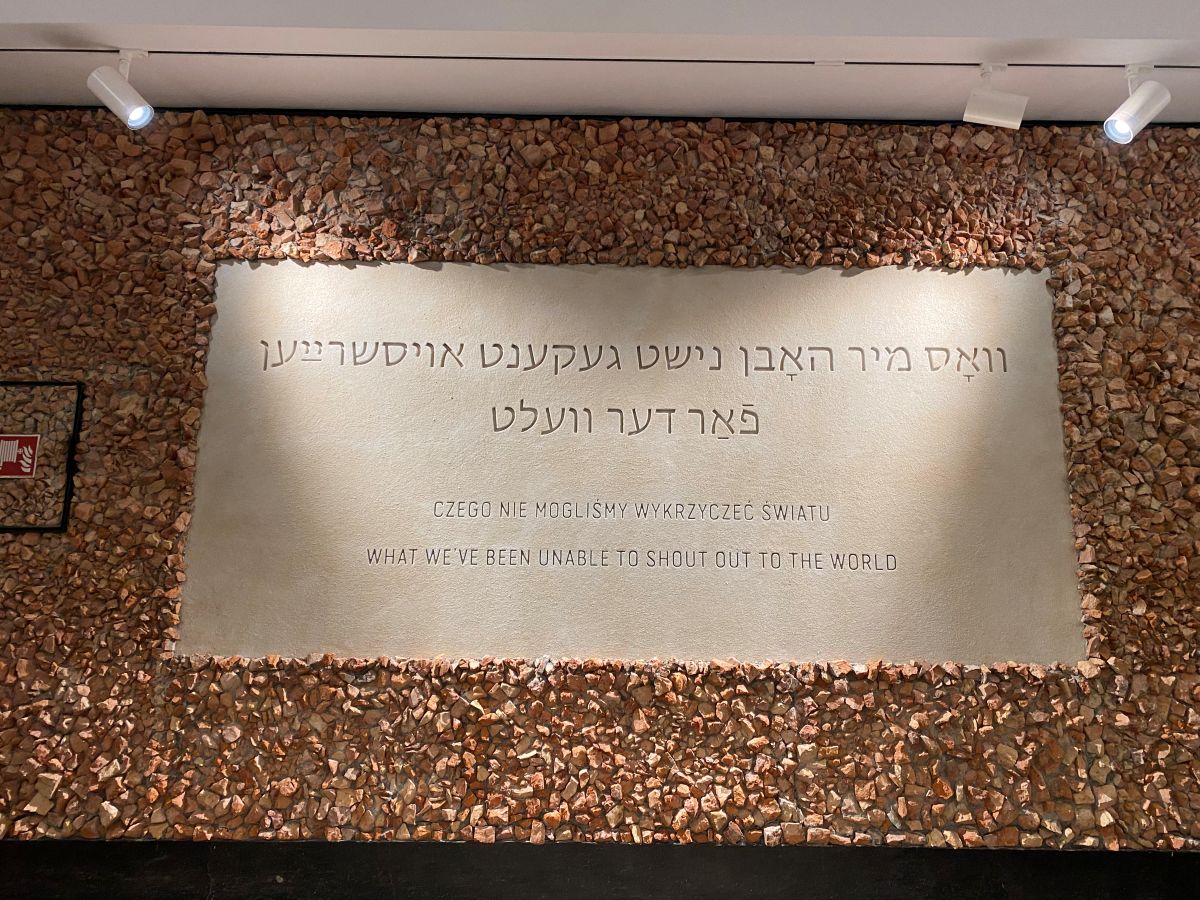 וואָס מיר האָבן נישט געקענט אויסשרײַען
פֿאַר דער וועלט
CZEGO NIE MOGLIŚMY WYKRZYCZEĆ ŚWIATU
WHAT WE'VE BEEN UNABLE TO SHOUT OUT TO THE WORLD